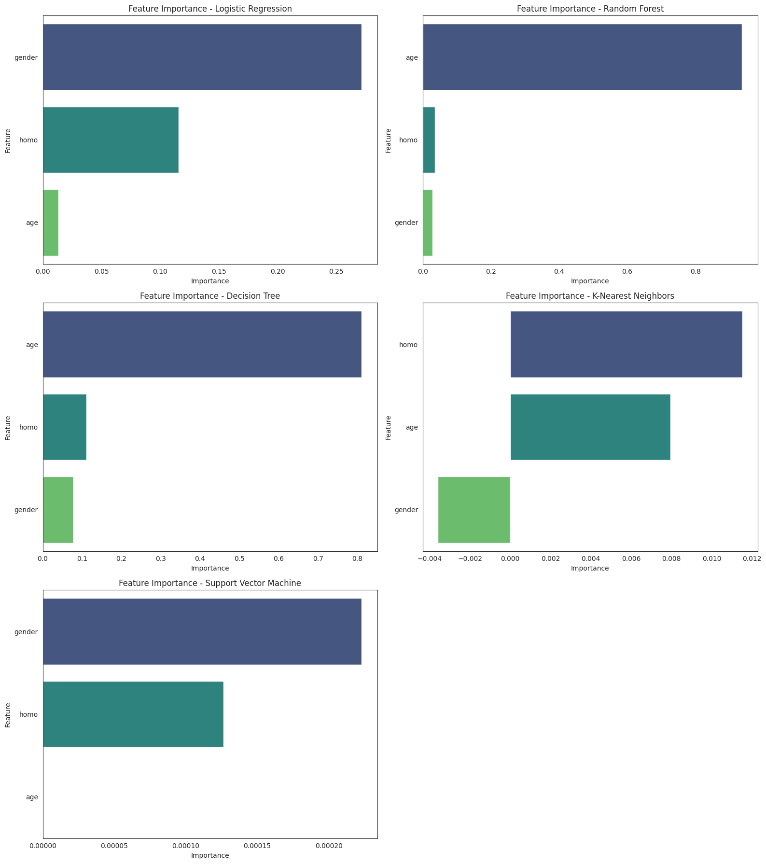 Feature Importance - Logistic Regression
gender
homo
age
Feature
0.00 0.05 0.10 0.15 0.20 0.25
Importance
Feature Importance - Random Forest
age
homo
gender
Feature
0.0 0.2 0.4 0.6 0.8
Importance
Feature Importance - Decision Tree
age
homo
gender
Feature
0.0 0.1 0.2 0.3 0.4 0.5 0.6 0.7 0.8
Importance
Feature Importance - K-Nearest Neighbors
homo
age
gender
Feature
−0.004 −0.002 0.000 0.002 0.004 0.006 0.008 0.010 0.012
Importance
Feature Importance - Support Vector Machine
gender
homo
age
Feature
0.00000 0.00005 0.00010 0.00015 0.00020
Importance